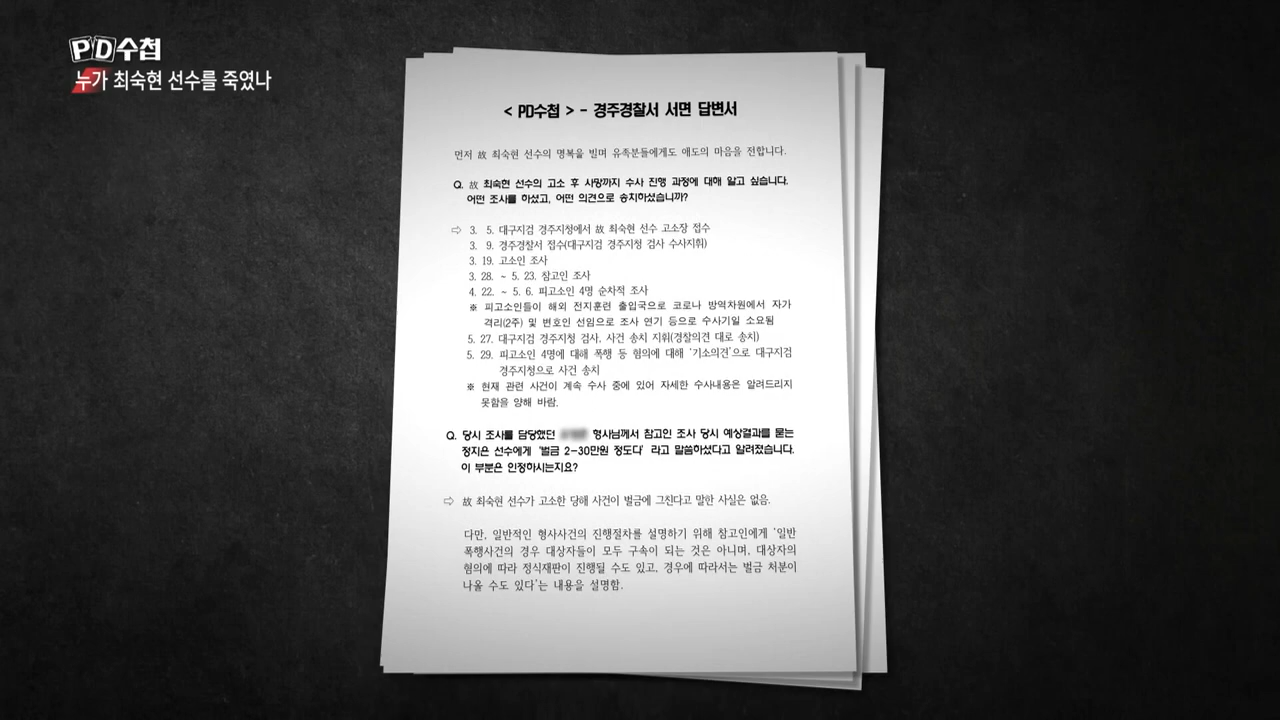 PD수첩
누가 최숙현 선수를 죽였나
< PD수첩 > - 경주경찰서 서면 답변서
먼저 故 최숙현 선수의 명복을 빌며 유족분들에게도 애도의 마음을 전합니다.
Q. 故 최숙현 선수의 고소 후 사망까지 수사 진행 과정에 대해 알고 싶습니다.
어떤 조사를 하셨고, 어떤 의견으로 송치하셨습니까?
⇨ 3. 5. 대구지검 경주지청에서 故 최숙현 선수 고소장 접수
3. 9. 경주경찰서 접수(대구지검 경주지청 검사 수사지휘)
3. 19. 고소인 조사
3. 28. ~ 5. 23. 참고인 조사
4. 22. ~ 5. 6. 피고소인 4명 순차적 조사
※ 피고소인들이 해외 전지훈련 출입국으로 코로나 방역차원에서 자가
격리(2주) 및 변호인 선임으로 조사 연기 등으로 수사기일 소요됨
5. 27. 대구지검 경주지청 검사, 사건 송치 지휘(경찰의견 대로 송치)
5. 29. 피고소인 4명에 대해 폭행 등 혐의에 대해 '기소의견'으로 대구지검
경주지청으로 사건 송치
※ 현재 관련 사건이 계속 수사 중에 있어 자세한 수사내용은 알려드리지
못함을 양해 바람.
Q. 당시 조사를 담당했던 형사님께서 참고인 조사 당시 예상결과를 묻는
정지은 선수에게 '벌금 2-30만원 정도다' 라고 말씀하셨다고 알려졌습니다.
이 부분은 인정하시는지요?
⇨ 故 최숙현 선수가 고소한 당해 사건이 벌금에 그친다고 말한 사실은 없음.
다만, 일반적인 형사사건의 진행절차를 설명하기 위해 참고인에게 '일반
폭행사건의 경우 대상자들이 모두 구속이 되는 것은 아니며, 대상자의
혐의에 따라 정식재판이 진행될 수도 있고, 경우에 따라서는 벌금 처분이
나올 수도 있다'는 내용을 설명함.